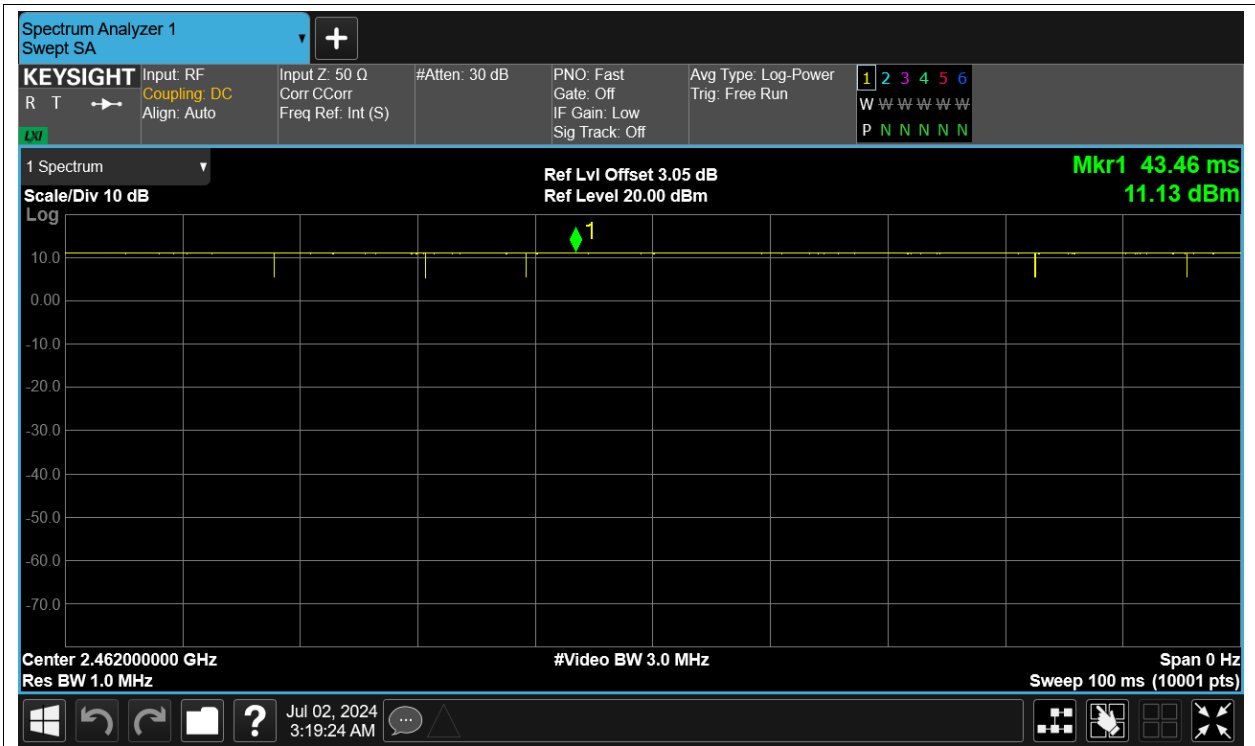 Spectrum Analyzer 1
Swept SA
KEYSIGHT
R T
LXI
Input: RF
Coupling: DC
Align: Auto
Input Z: 50 Ω
Corr CCorr
Freq Ref: Int (S)
#Atten: 30 dB
PNO: Fast
Gate: Off
IF Gain: Low
Sig Track: Off
Avg Type: Log-Power
Trig: Free Run
1 2 3 4 5 6
W W W W W W
P N N N N N
1 Spectrum
Scale/Div 10 dB
Log
Ref Lvl Offset 3.05 dB
Ref Level 20.00 dBm
Mkr1 43.46 ms
11.13 dBm
1
10.0
0.00
-10.0
-20.0
-30.0
-40.0
-50.0
-60.0
-70.0
Center 2.462000000 GHz
Res BW 1.0 MHz
#Video BW 3.0 MHz
Span 0 Hz
Sweep 100 ms (10001 pts)
?
Jul 02, 2024
3:19:24 AM